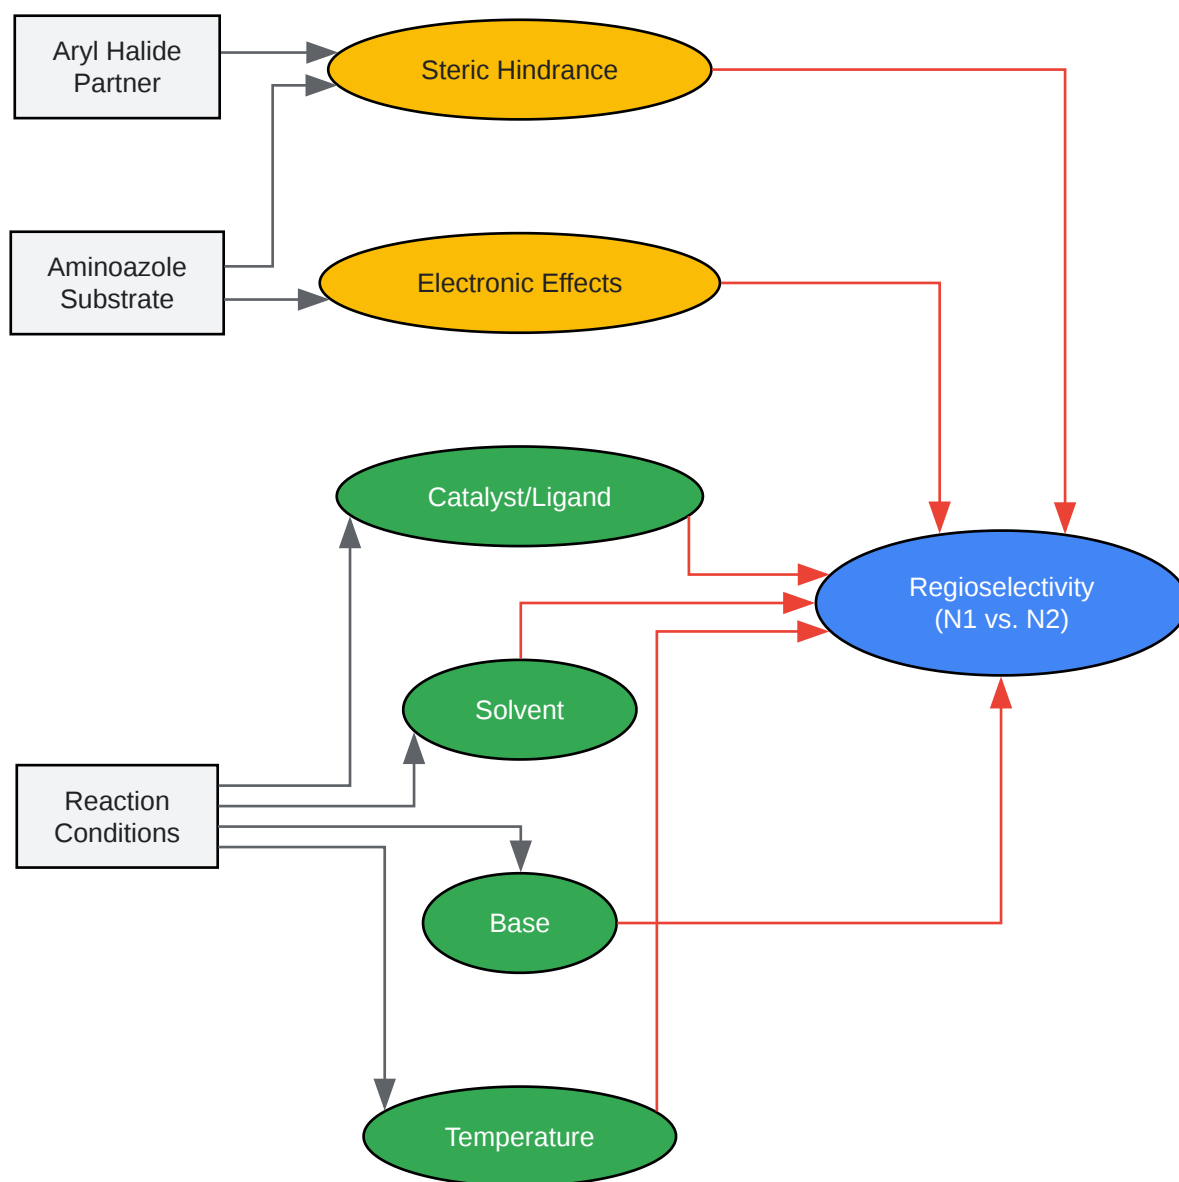 Aryl Halide
Partner
Steric Hindrance
Aminoazole
Substrate
Electronic Effects
Catalyst/Ligand
Regioselectivity
(N1 vs. N2)
Solvent
Reaction
Conditions
Base
Temperature